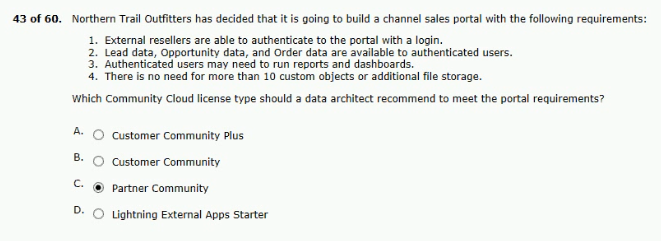 43 of 60. Northern Trail Outfitters has decided that it is going to build a channel sales portal with the following requirements:
1. External resellers are able to authenticate to the portal with a login.
2. Lead data, Opportunity data, and Order data are available to authenticated users.
3. Authenticated users may need to run reports and dashboards.
4. There is no need for more than 10 custom objects or additional file storage.
Which Community Cloud license type should a data architect recommend to meet the portal requirements?
A. Customer Community Plus
B. Customer Community
C. Partner Community
D. Lightning External Apps Starter